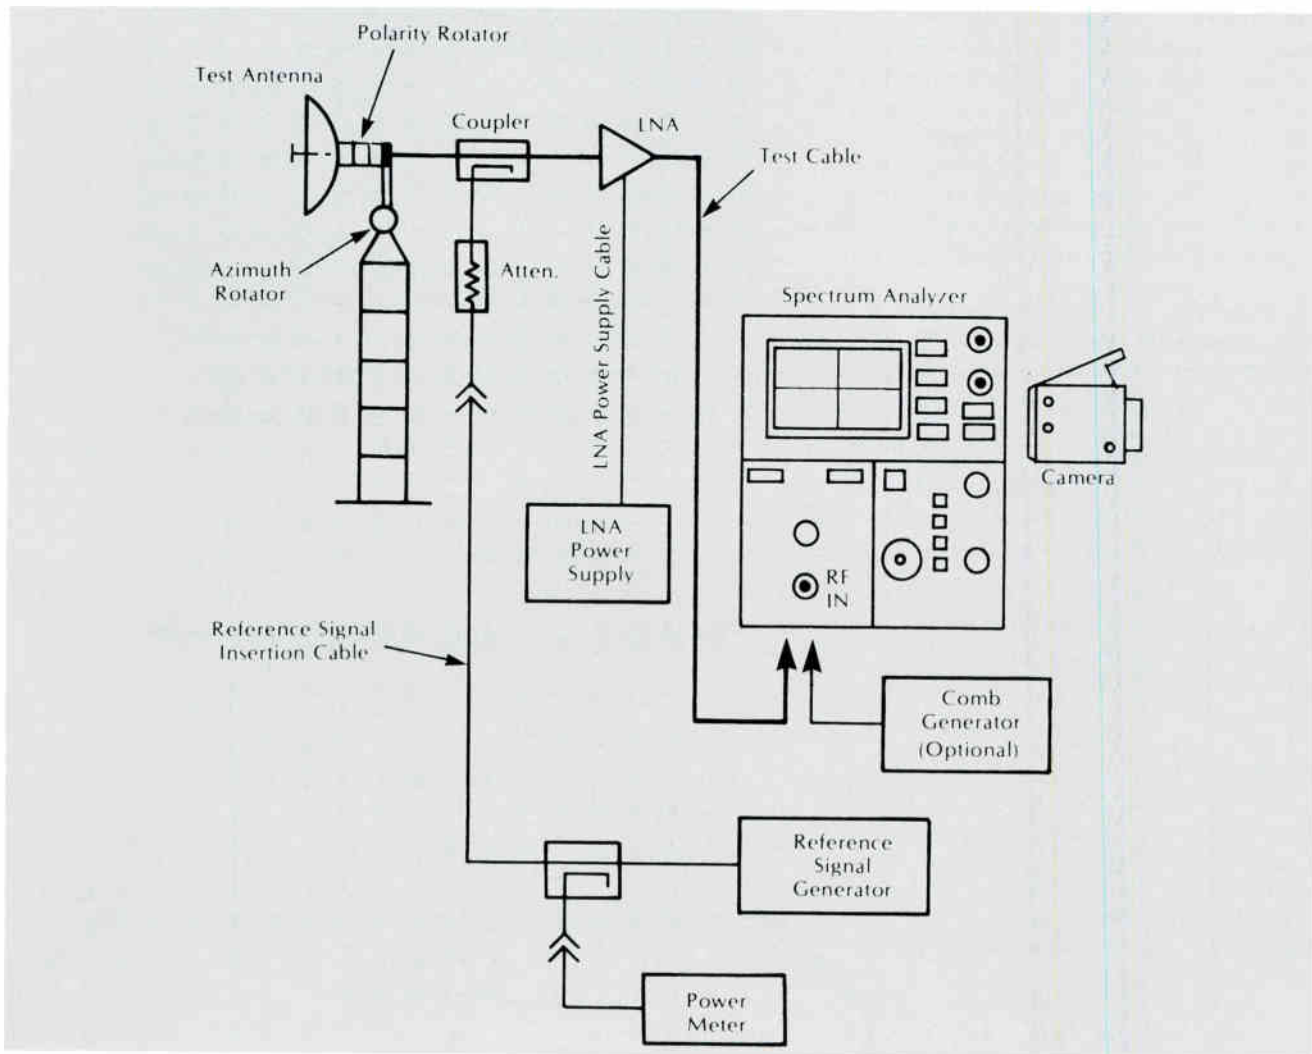 Polarity Rotator
Test Antenna
Coupler
LNA
Test Cable
Azimuth
Rotator
Atten.
LNA Power Supply Cable
Spectrum Analyzer
Camera
LNA
Power
Supply
RF
IN
Reference Signal
Insertion Cable
Comb
Generator
(Optional)
Reference
Signal
Generator
Power
Meter